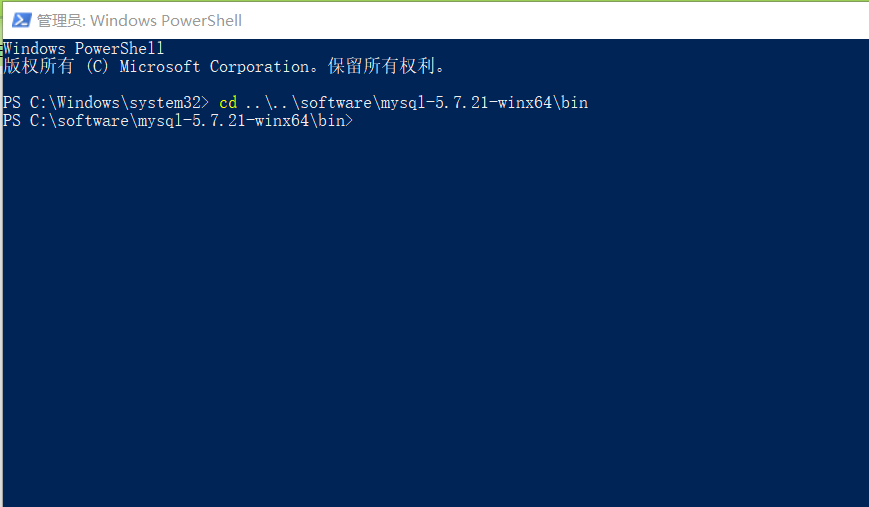 管理员: Windows PowerShell
Windows PowerShell
版权所有 (C) Microsoft Corporation。保留所有权利。
PS C:\Windows\system32> cd ..\..\software\mysql-5.7.21-winx64\bin
PS C:\software\mysql-5.7.21-winx64\bin>